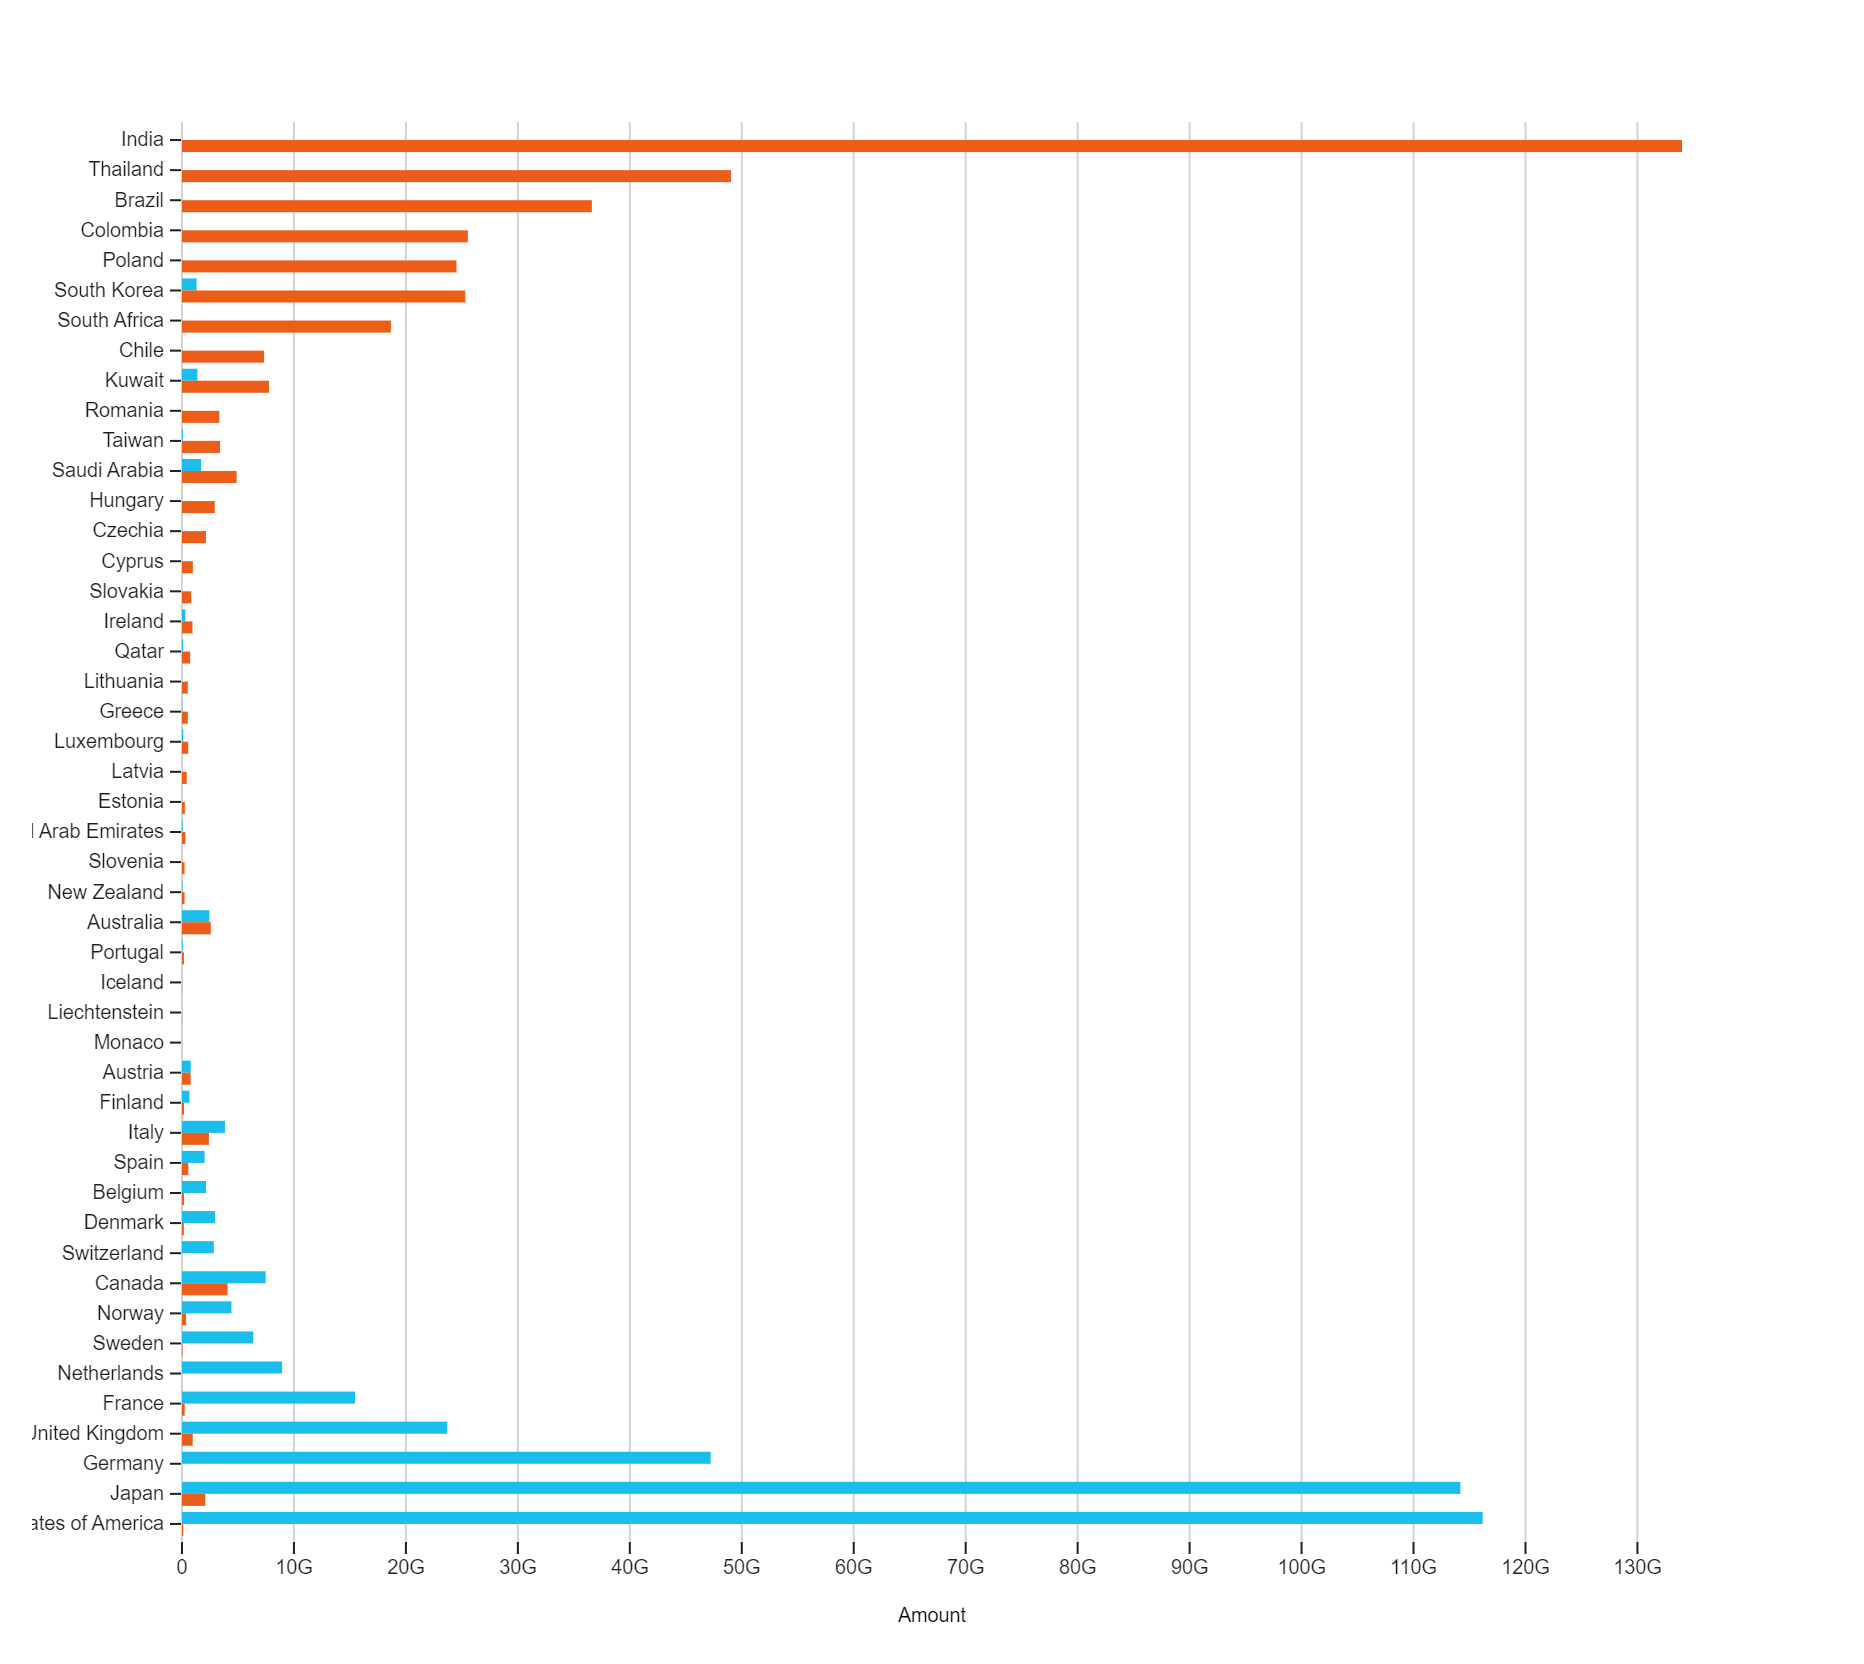 India
Thailand
Brazil
Colombia
Poland
South Korea
South Africa
Chile
Kuwait
Romania
Taiwan
Saudi Arabia
Hungary
Czechia
Cyprus
Slovakia
Ireland
Qatar
Lithuania
Greece
Luxembourg
Latvia
Estonia
Arab Emirates
Slovenia
New Zealand
Australia
Portugal
Iceland
Liechtenstein
Monaco
Austria
Finland
Italy
Spain
Belgium
Denmark
Switzerland
Canada
Norway
Sweden
Netherlands
France
United Kingdom
Germany
Japan
ates of America
0 10G 20G 30G 40G 50G 60G 70G 80G 90G 100G 110G 120G 130G
Amount